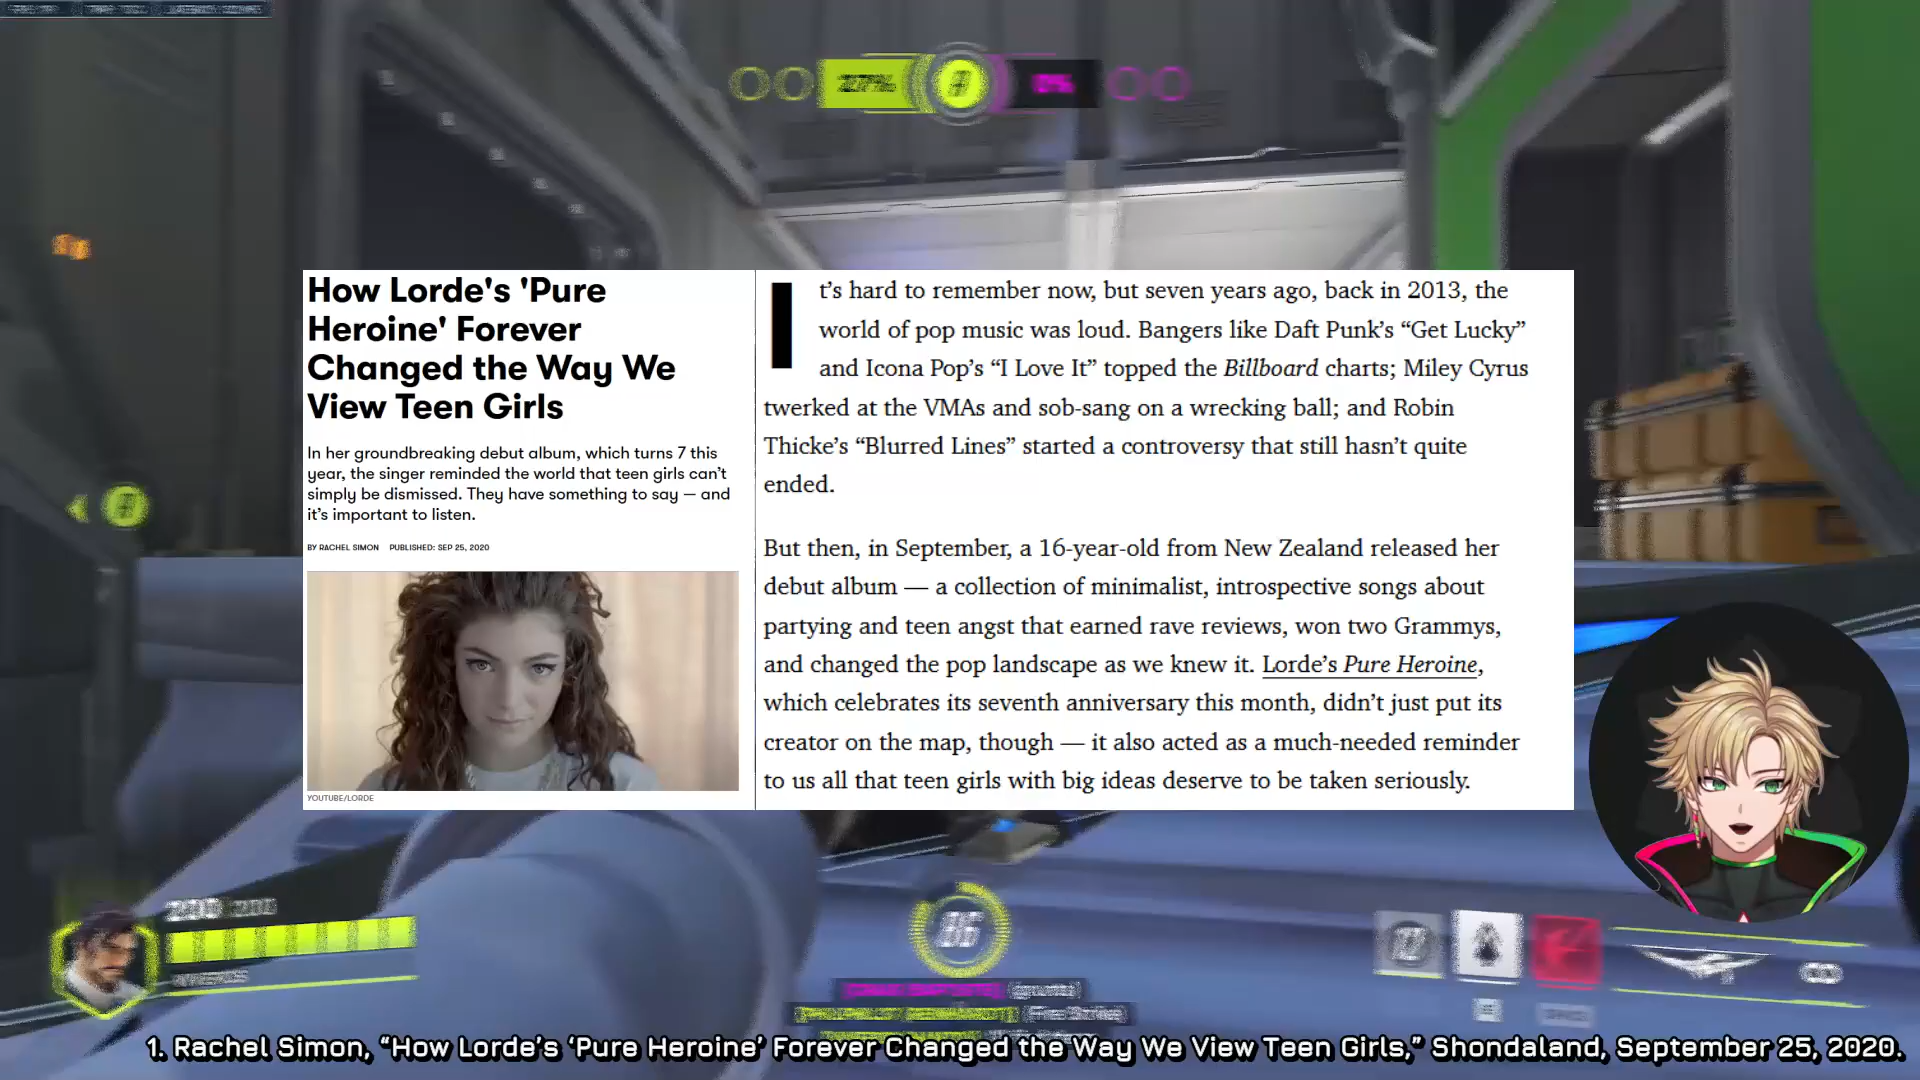 27%
0%
How Lorde's 'Pure
Heroine' Forever
Changed the Way We
View Teen Girls
In her groundbreaking debut album, which turns 7 this
year, the singer reminded the world that teen girls can't
simply be dismissed. They have something to say — and
it's important to listen.
BY RACHEL SIMON PUBLISHED: SEP 25, 2020
YOUTUBE/LORDE
It's hard to remember now, but seven years ago, back in 2013, the
world of pop music was loud. Bangers like Daft Punk's “Get Lucky”
and Icona Pop's “I Love It” topped the Billboard charts; Miley Cyrus
twerked at the VMAs and sob-sang on a wrecking ball; and Robin
Thicke's “Blurred Lines” started a controversy that still hasn't quite
ended.
But then, in September, a 16-year-old from New Zealand released her
debut album — a collection of minimalist, introspective songs about
partying and teen angst that earned rave reviews, won two Grammys,
and changed the pop landscape as we knew it. Lorde's Pure Heroine,
which celebrates its seventh anniversary this month, didn't just put its
creator on the map, though — it also acted as a much-needed reminder
to us all that teen girls with big ideas deserve to be taken seriously.
86
1. Rachel Simon, “How Lorde's ‘Pure Heroine’ Forever Changed the Way We View Teen Girls,” Shondaland, September 25, 2020.